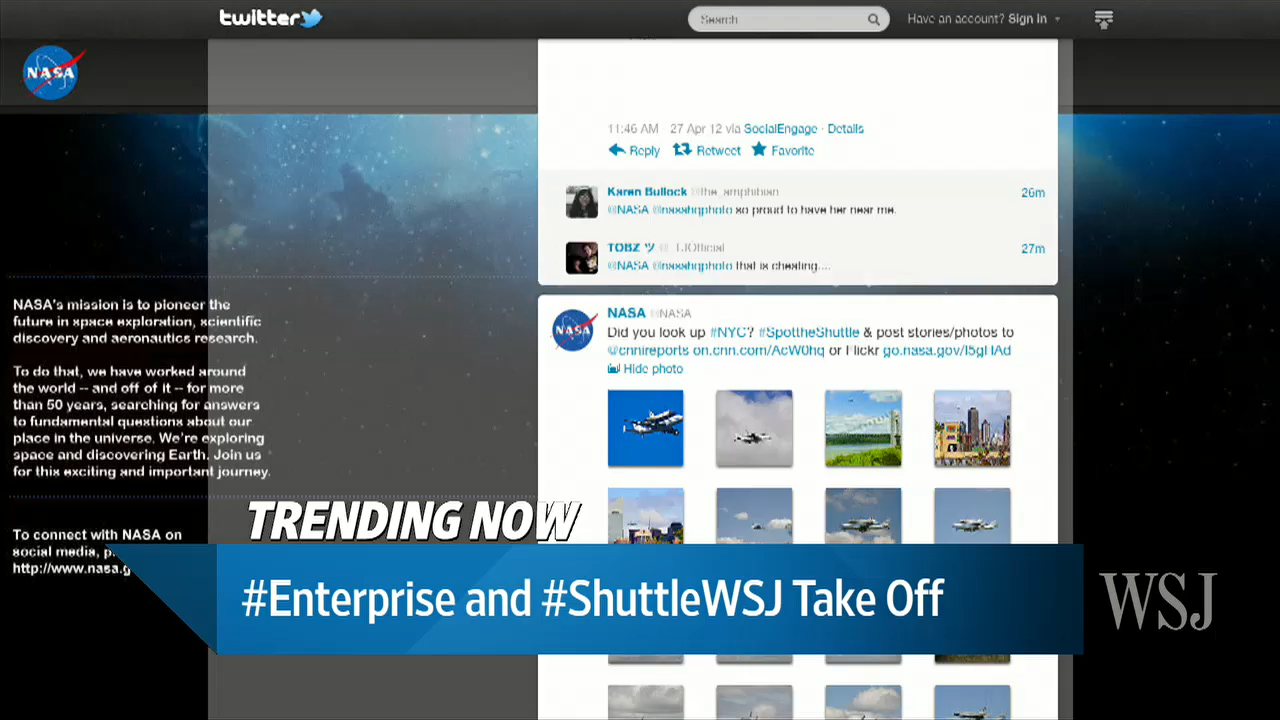 twitter
Search
Have an account? Sign in
NASA
11:46 AM 27 Apr 12 via SocialEngage · Details
Reply Retweet Favorite
Karen Bullock @the_amphibian
26m
@NASA @nasahqphoto so proud to have her near me.
TOBZ ツ
27m
@NASA @nasahqphoto that is cheating....
NASA's mission is to pioneer the
future in space exploration, scientific
discovery and aeronautics research.
To do that, we have worked around
the world -- and off of it -- for more
than 50 years, searching for answers
to fundamental questions about our
place in the universe. We're exploring
space and discovering Earth. Join us
for this exciting and important journey.
To connect with NASA on
social media,
http://www.nasa.g
NASA
NASA @NASA
Did you look up #NYC? #SpottheShuttle & post stories/photos to
@cnnireports on.cnn.com/AcW0hq or Flickr
Hide photo
TRENDING NOW
#Enterprise and #ShuttleWSJ Take Off
WSJ